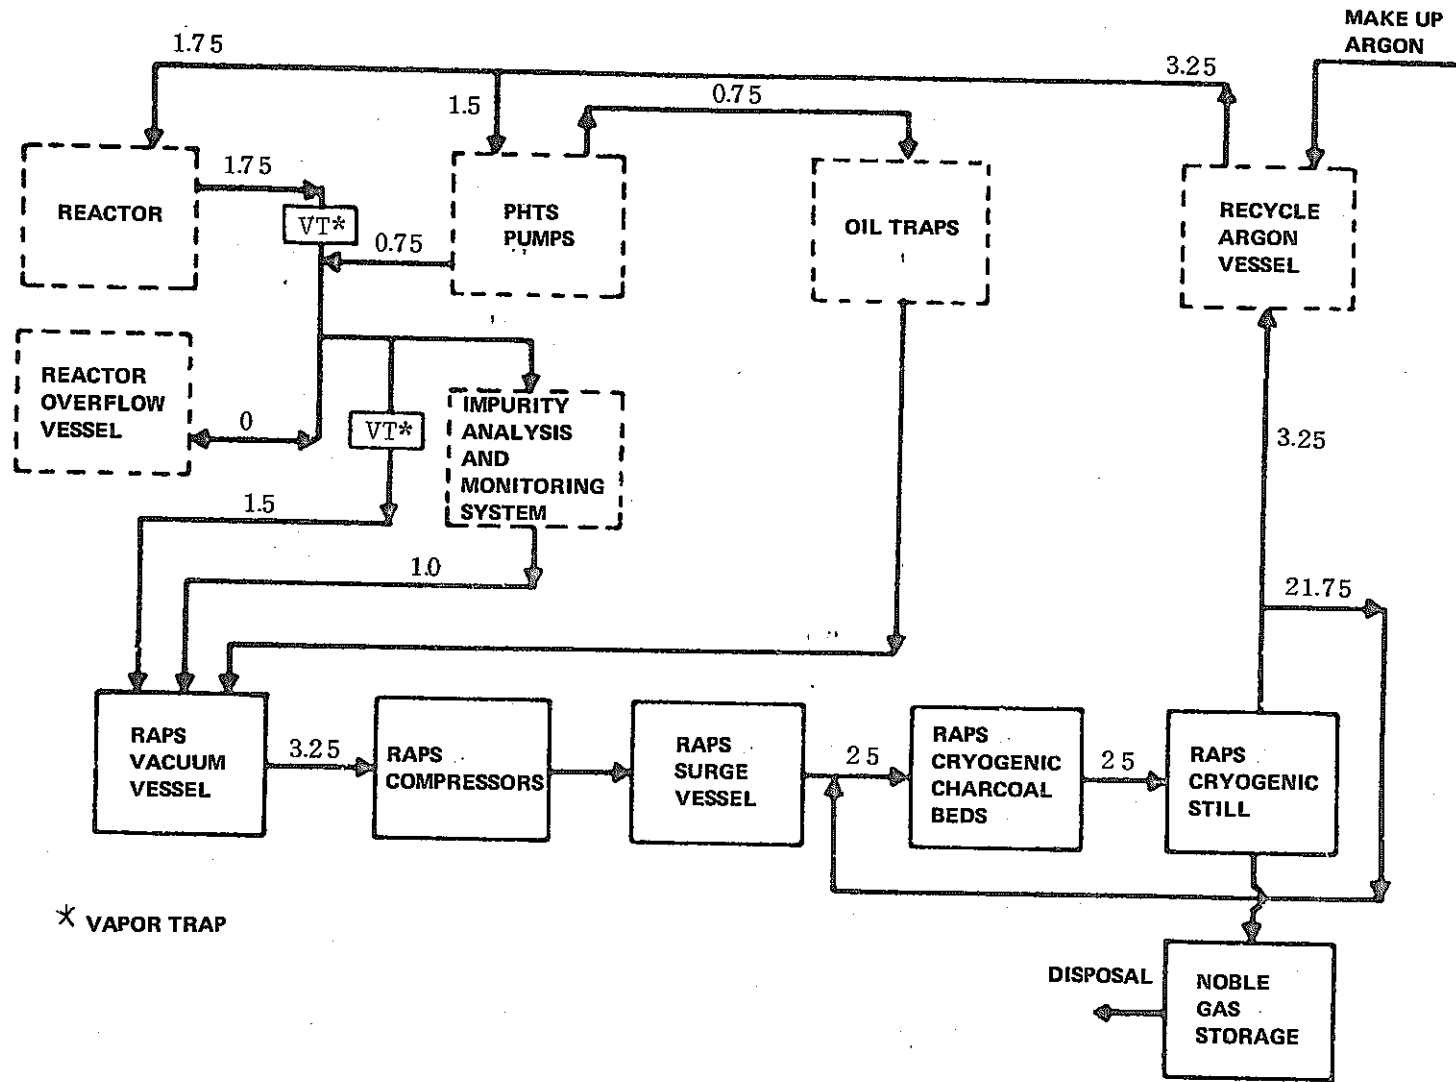 MAKE UP
ARGON
1.75
3.25
1.5
0.75
REACTOR
1.75
VT*
0.75
PHTS
PUMPS
OIL TRAPS
RECYCLE
ARGON
VESSEL
REACTOR
OVERFLOW
VESSEL
0
VT*
IMPURITY
ANALYSIS
AND
MONITORING
SYSTEM
3.25
1.5
1.0
21.75
RAPS
VACUUM
VESSEL
3.25
RAPS
COMPRESSORS
RAPS
SURGE
VESSEL
25
RAPS
CRYOGENIC
CHARCOAL
BEDS
25
RAPS
CRYOGENIC
STILL
* VAPOR TRAP
DISPOSAL
NOBLE
GAS
STORAGE